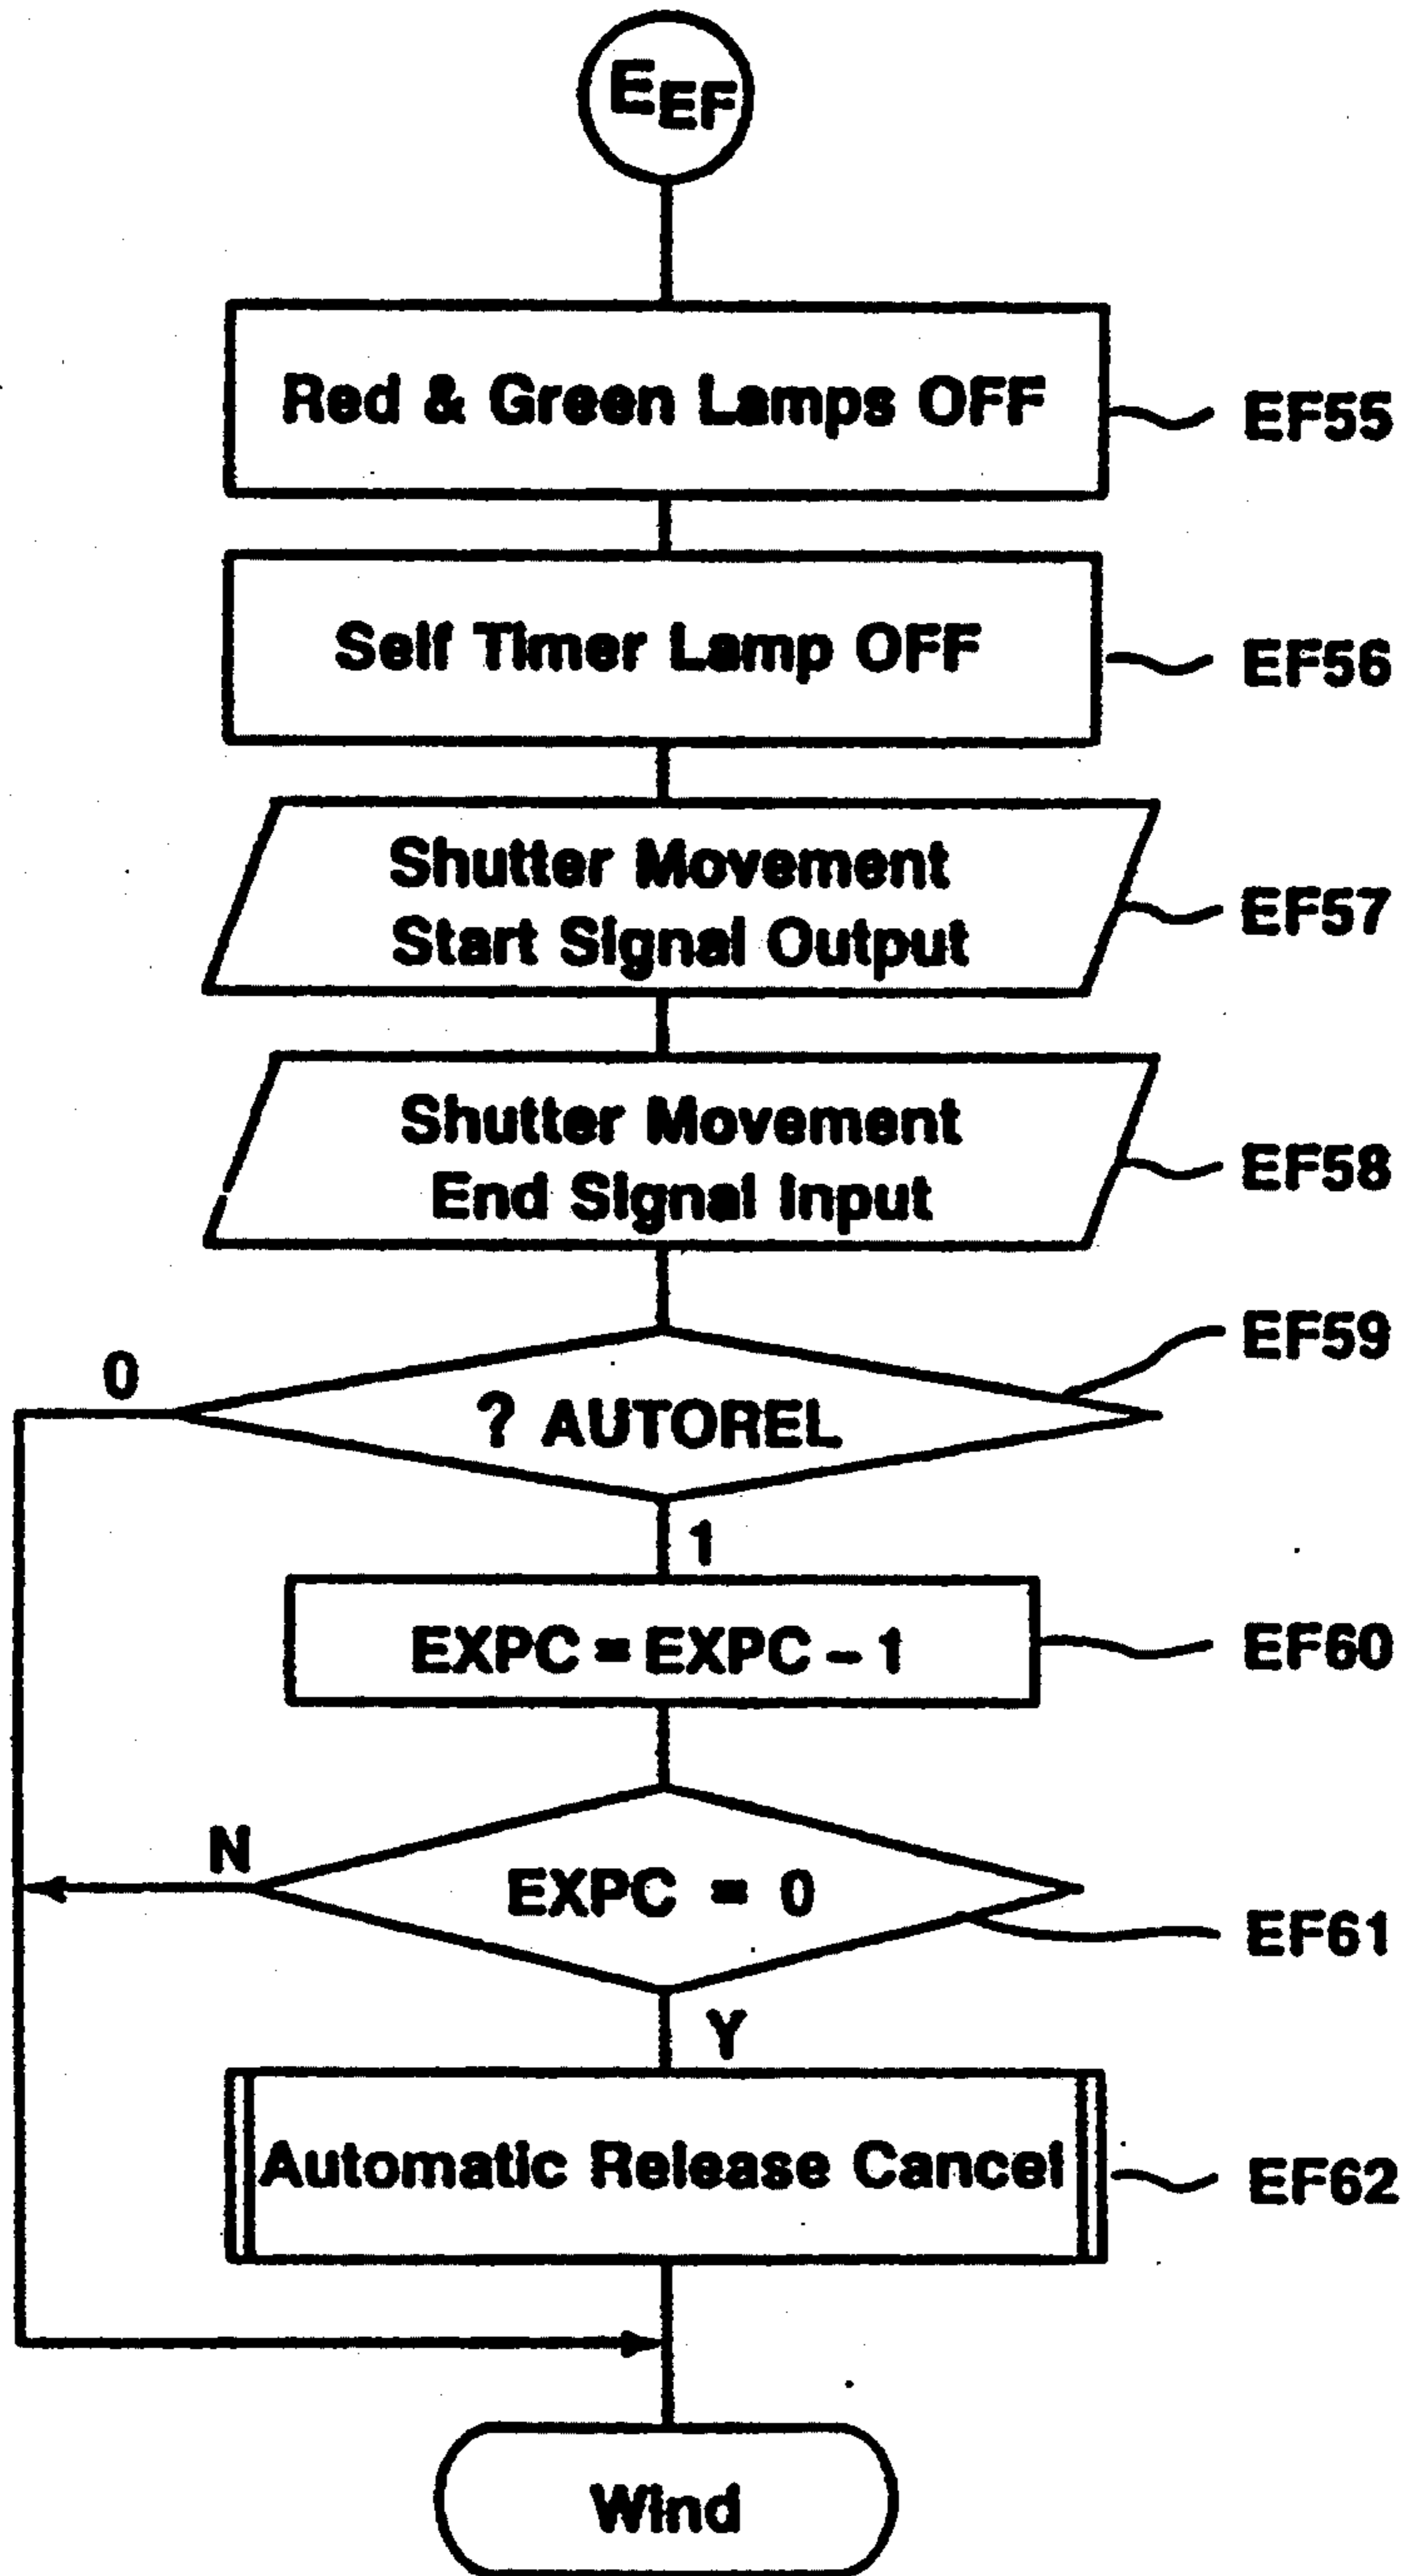 EEF
Red & Green Lamps OFF
EF55
Self Timer Lamp OFF
EF56
Shutter Movement
Start Signal Output
EF57
Shutter Movement
End Signal Input
EF58
EF59
0
? AUTOREL
1
EXPC = EXPC - 1
EF60
N
EXPC = 0
EF61
Y
Automatic Release Cancel
EF62
Wind